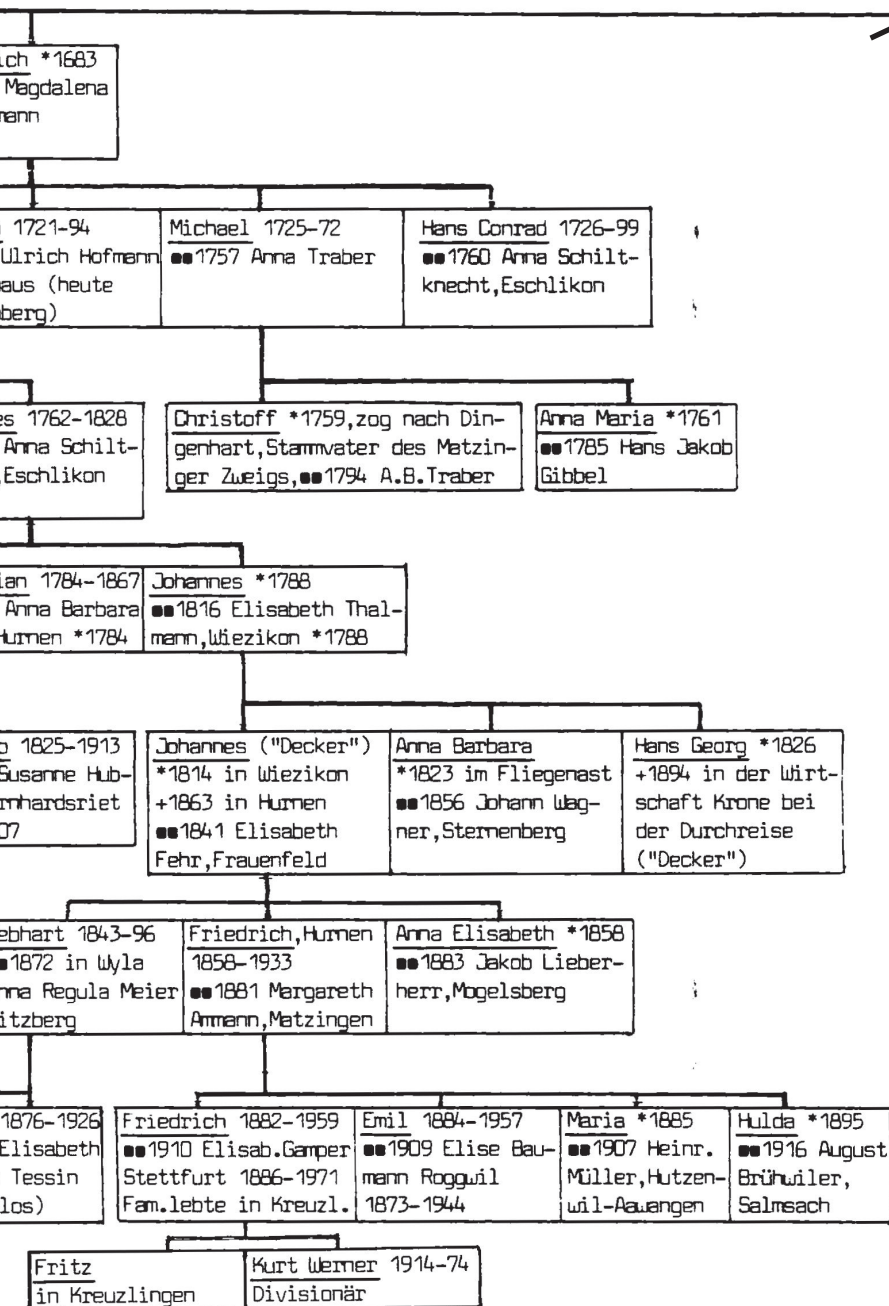 ich *1683
Magdalena
mann
1721-94
Ulrich Hofmann
aus (heute
berg)
Michael 1725-72
⚭1757 Anna Traber
Hans Conrad 1726-99
⚭1760 Anna Schilt-
knecht,Eschlikon
es 1762-1828
Anna Schilt-
,Eschlikon
Christoff *1759,zog nach Din-
genhart,Stammvater des Matzin-
ger Zweigs,⚭1794 A.B.Traber
Anna Maria *1761
⚭1785 Hans Jakob
Gibbel
ian 1784-1867
Anna Barbara
Hurnen *1784
Johannes *1788
⚭1816 Elisabeth Thal-
mann,Wiezikon *1788
1825-1913
Susanne Hub-
rnhardsriet
07
Johannes ("Decker")
*1814 in Wiezikon
+1863 in Hurnen
⚭1841 Elisabeth
Fehr,Frauenfeld
Anna Barbara
*1823 im Fliegenast
⚭1856 Johann Wag-
ner,Sternenberg
Hans Georg *1826
+1894 in der Wirt-
schaft Krone bei
der Durchreise
("Decker")
ebhart 1843-96
⚭1872 in Wyla
nna Regula Meier
itzberg
Friedrich,Hurnen
1858-1933
⚭1881 Margareth
Ammann,Matzingen
Anna Elisabeth *1858
⚭1883 Jakob Lieber-
herr,Mogelsberg
1876-1926
Elisabeth
Tessin
los)
Friedrich 1882-1959
⚭1910 Elisab.Gamper
Stettfurt 1886-1971
Fam.lebte in Kreuzl.
Emil 1884-1957
⚭1909 Elise Bau-
mann Roggwil
1873-1944
Maria *1885
⚭1907 Heinr.
Müller,Hutzen-
wil-Aawangen
Hulda *1895
⚭1916 August
Brühwiler,
Salmsach
Fritz
in Kreuzlingen
Kurt Werner 1914-74
Divisionär